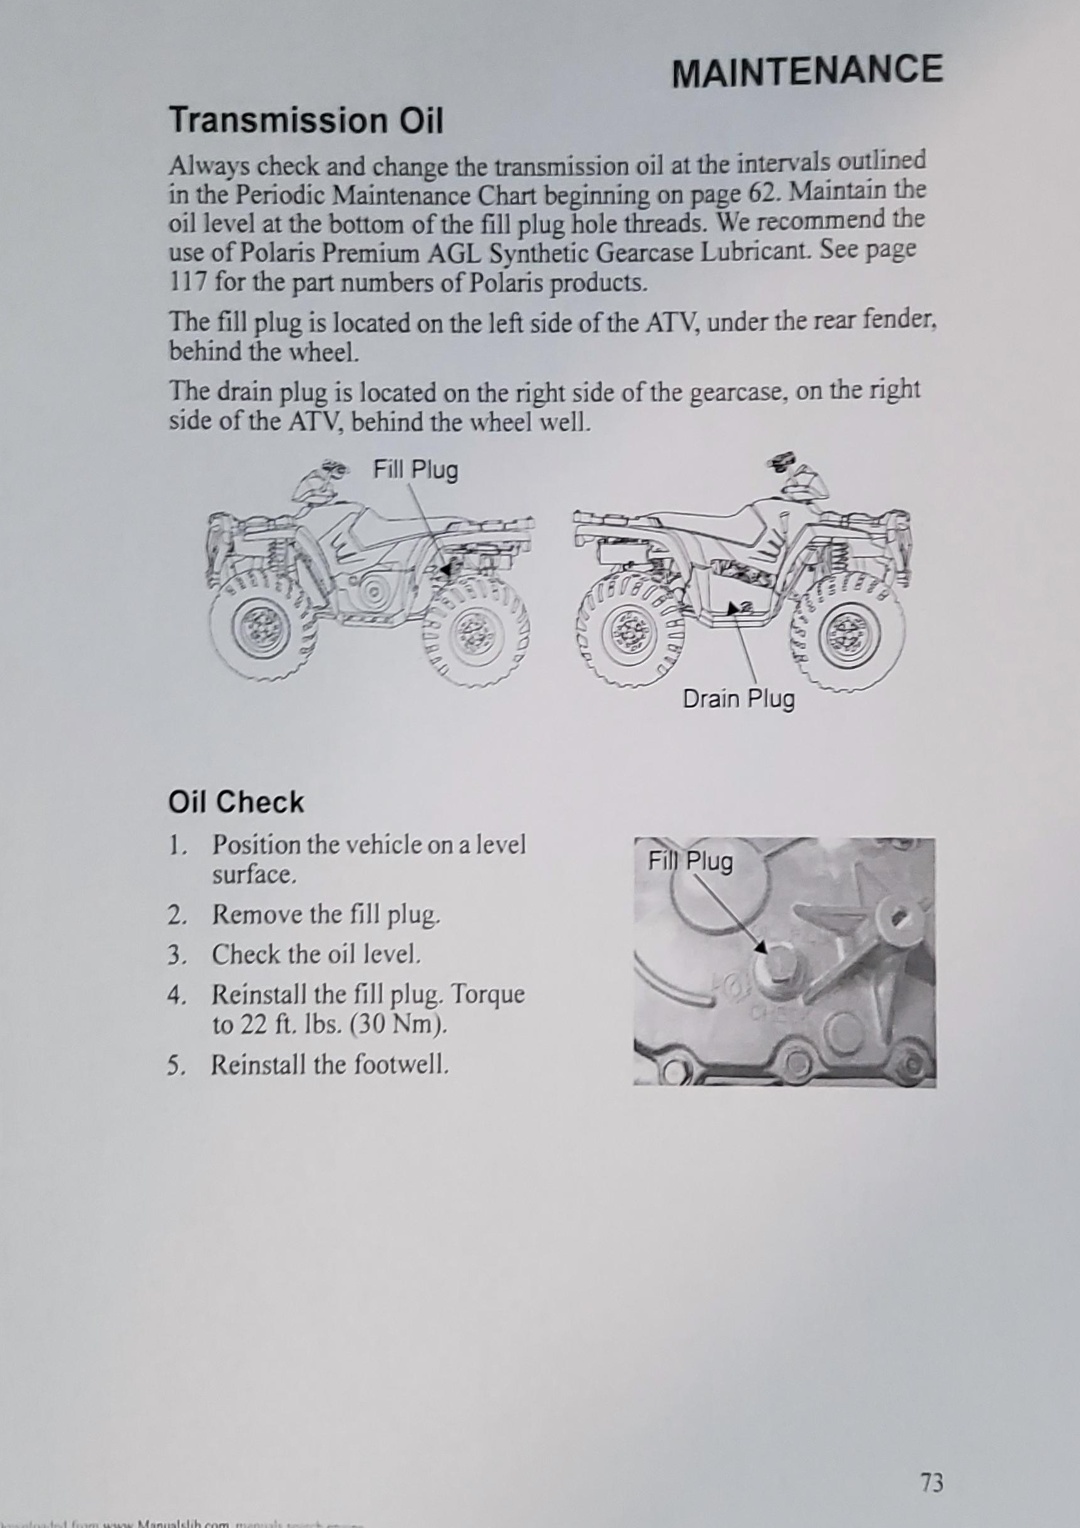 MAINTENANCE
Transmission Oil
Always check and change the transmission oil at the intervals outlined
in the Periodic Maintenance Chart beginning on page 62. Maintain the
oil level at the bottom of the fill plug hole threads. We recommend the
use of Polaris Premium AGL Synthetic Gearcase Lubricant. See page
117 for the part numbers of Polaris products.
The fill plug is located on the left side of the ATV, under the rear fender,
behind the wheel.
The drain plug is located on the right side of the gearcase, on the right
side of the ATV, behind the wheel well.
Fill Plug
Drain Plug
Oil Check
1. Position the vehicle on a level
surface.
2. Remove the fill plug.
3. Check the oil level.
4. Reinstall the fill plug. Torque
to 22 ft. lbs. (30 Nm).
5. Reinstall the footwell.
Fill Plug
CHECK
73
Downloaded from www.Manualslib.com manuals search engine